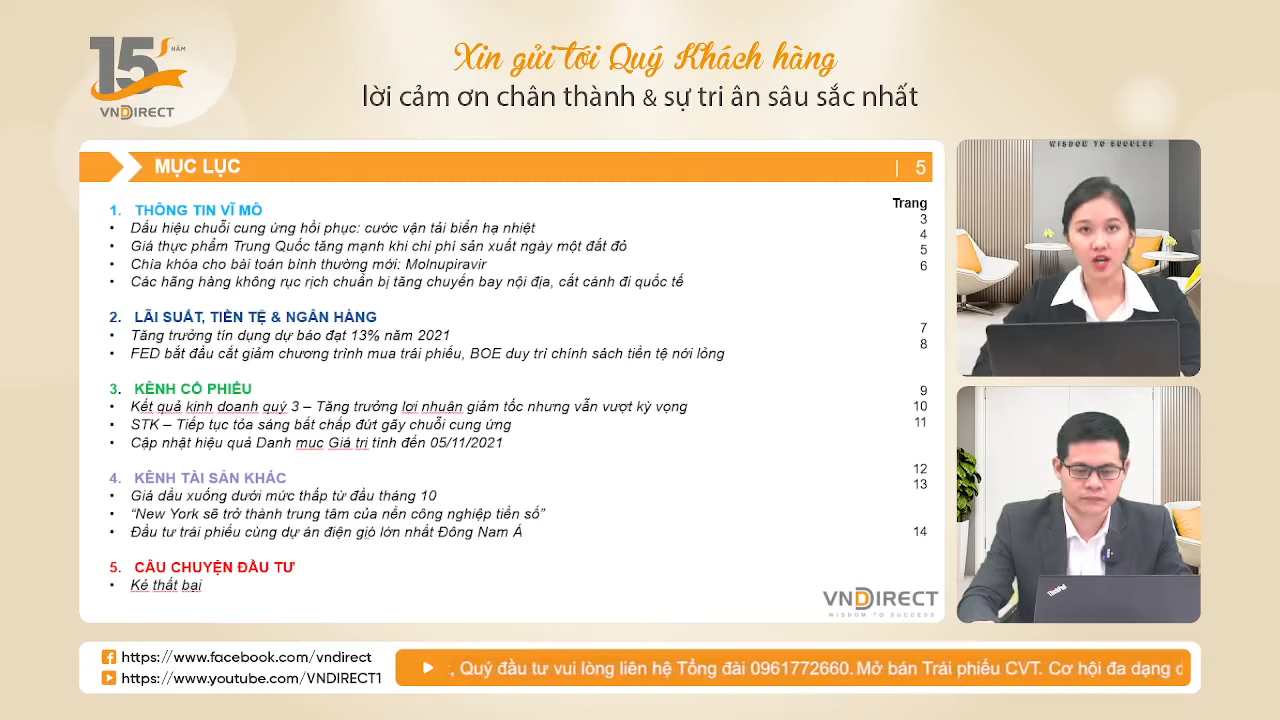 15 NĂM
VNDIRECT
Xin gửi tới Quý Khách hàng
lời cảm ơn chân thành & sự tri ân sâu sắc nhất
MỤC LỤC
| 5
Trang
1. THÔNG TIN VĨ MÔ
• Dấu hiệu chuỗi cung ứng hồi phục: cước vận tải biển hạ nhiệt
3
• Giá thực phẩm Trung Quốc tăng mạnh khi chi phí sản xuất ngày một đắt đỏ
4
• Chìa khóa cho bài toán bình thường mới: Molnupiravir
5
• Các hãng hàng không rục rịch chuẩn bị tăng chuyến bay nội địa, cất cánh đi quốc tế
6
2. LÃI SUẤT, TIỀN TỆ & NGÂN HÀNG
• Tăng trưởng tín dụng dự báo đạt 13% năm 2021
7
• FED bắt đầu cắt giảm chương trình mua trái phiếu, BOE duy trì chính sách tiền tệ nới lỏng
8
3. KÊNH CỔ PHIẾU
• Kết quả kinh doanh quý 3 – Tăng trưởng lợi nhuận giảm tốc nhưng vẫn vượt kỳ vọng
9
• STK – Tiếp tục tỏa sáng bất chấp đứt gãy chuỗi cung ứng
10
• Cập nhật hiệu quả Danh mục Giá trị tính đến 05/11/2021
11
4. KÊNH TÀI SẢN KHÁC
• Giá dầu xuống dưới mức thấp từ đầu tháng 10
12
• “New York sẽ trở thành trung tâm của nền công nghiệp tiền số”
13
• Đầu tư trái phiếu cùng dự án điện gió lớn nhất Đông Nam Á
14
5. CÂU CHUYỆN ĐẦU TƯ
• Kẻ thất bại
VNDIRECT
WISDOM TO SUCCESS
WISDOM TO SUCCESS
ThinkPad
https://www.facebook.com/vndirect
https://www.youtube.com/VNDIRECT1
, Quý đầu tư vui lòng liên hệ Tổng đài 0961772660. Mở bán Trái phiếu CVT. Cơ hội đa dạng